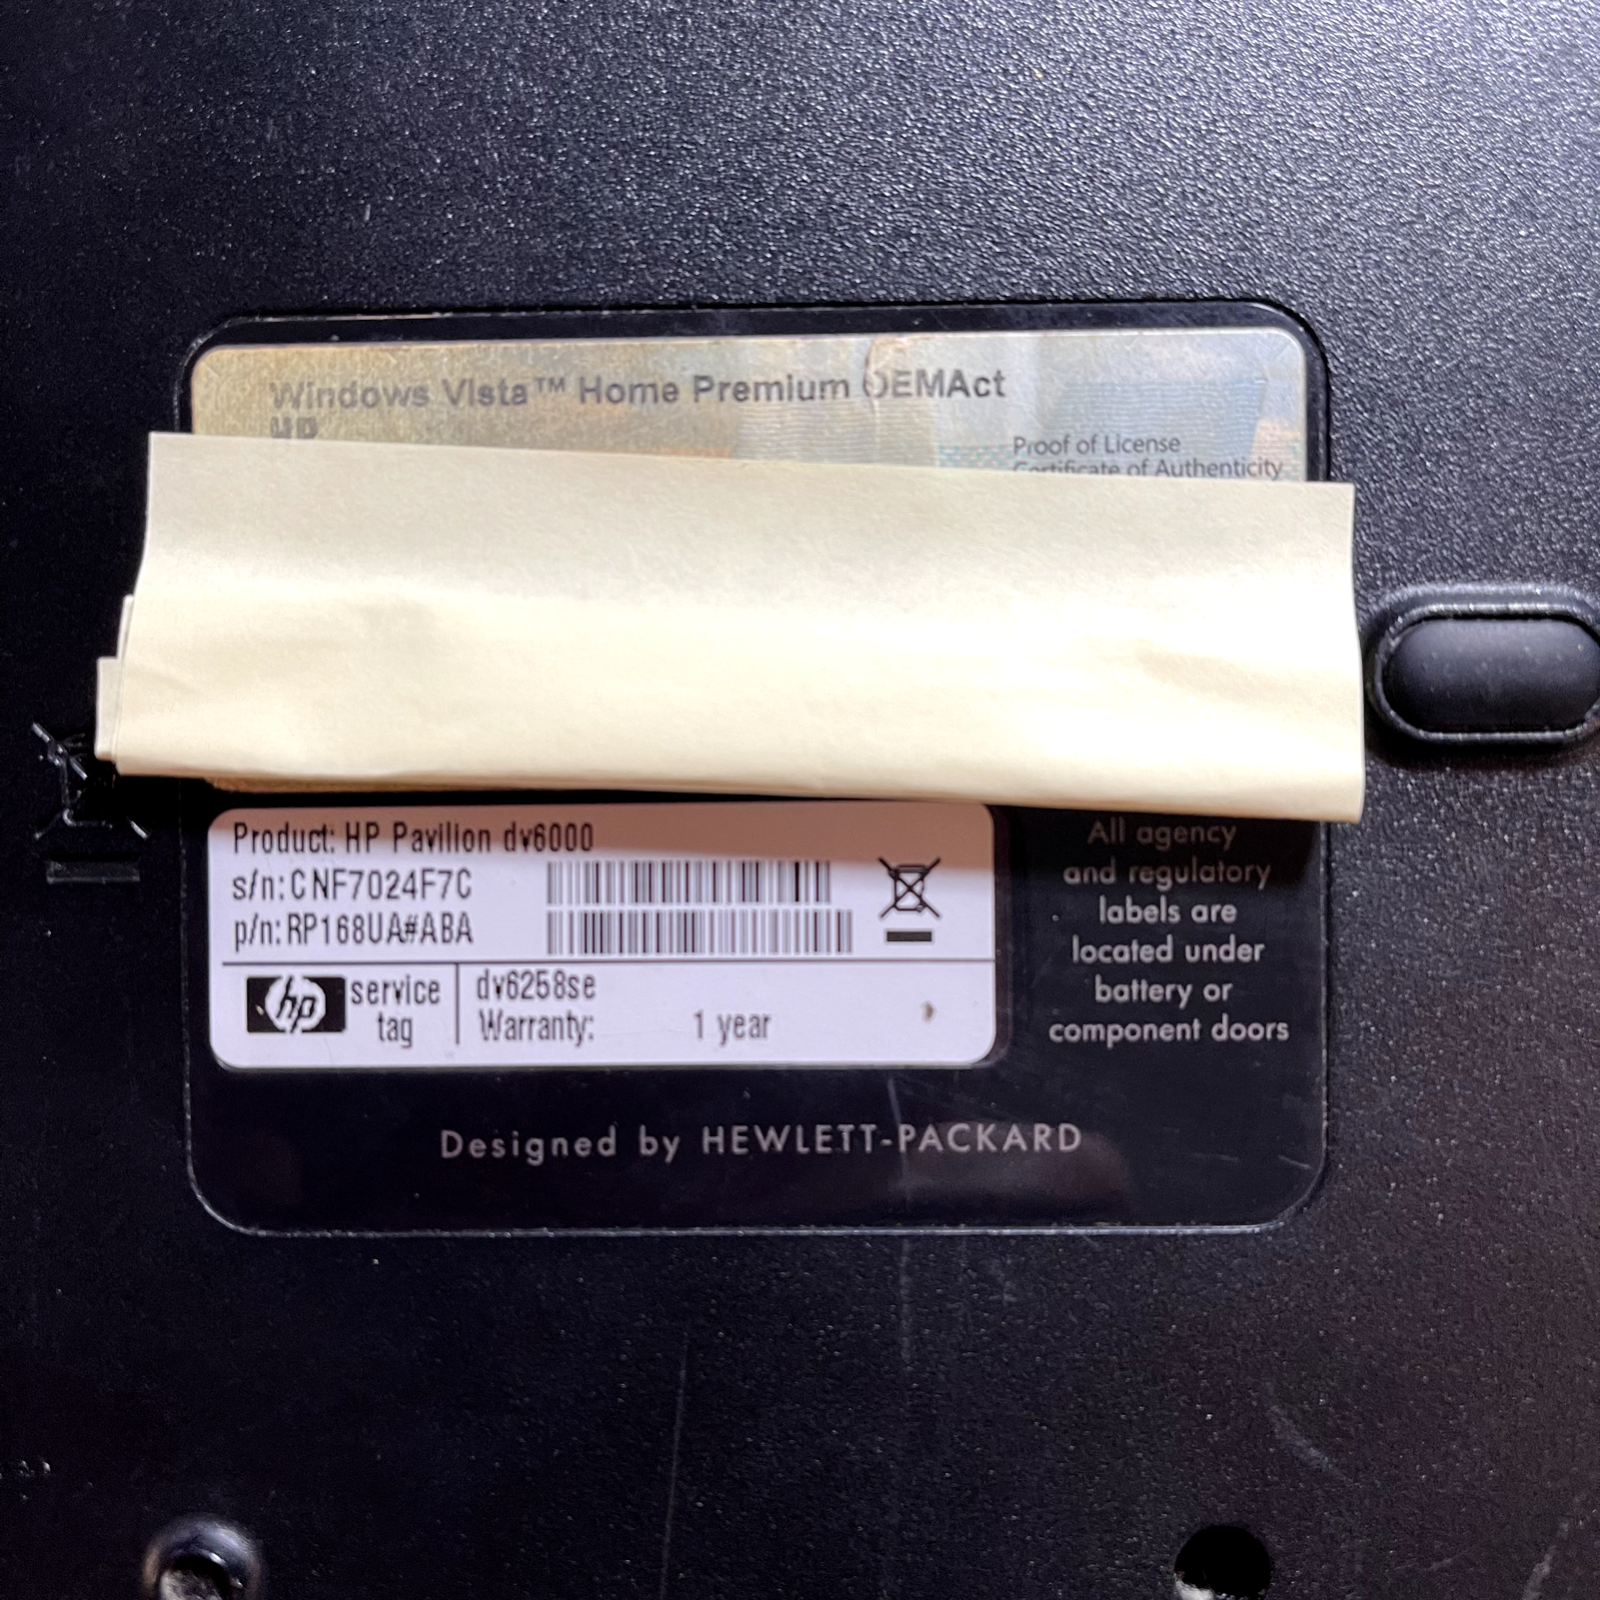 Windows Vista™ Home Premium OEMAct
HP
Proof of License
Certificate of Authenticity
Product: HP Pavilion dv6000
s/n: CNF7024F7C
p/n: RP168UA#ABA
hp service
tag
dv6258se
Warranty: 1 year
All agency
and regulatory
labels are
located under
battery or
component doors
Designed by HEWLETT-PACKARD